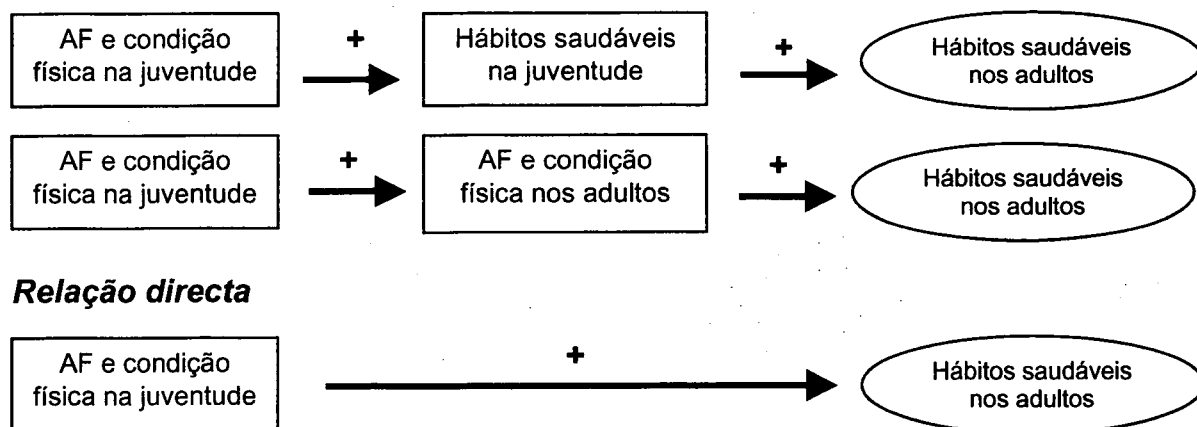 AF e condição
física na juventude
+
Hábitos saudáveis
na juventude
+
Hábitos saudáveis
nos adultos
AF e condição
física na juventude
+
AF e condição
física nos adultos
+
Hábitos saudáveis
nos adultos
Relação directa
AF e condição
física na juventude
+
Hábitos saudáveis
nos adultos